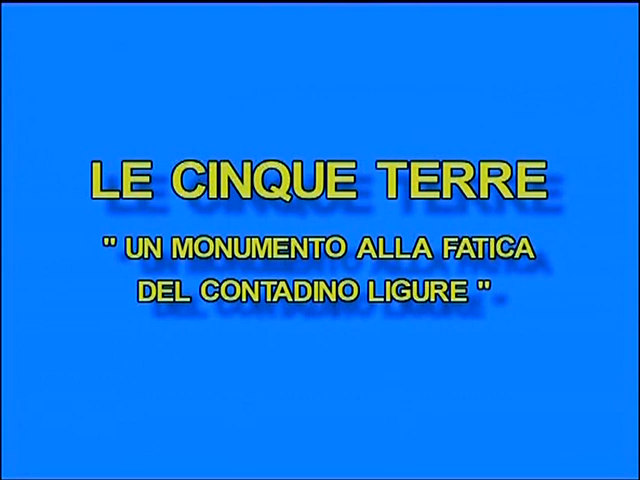 LE CINQUE TERRE
" UN MONUMENTO ALLA FATICA
DEL CONTADINO LIGURE "